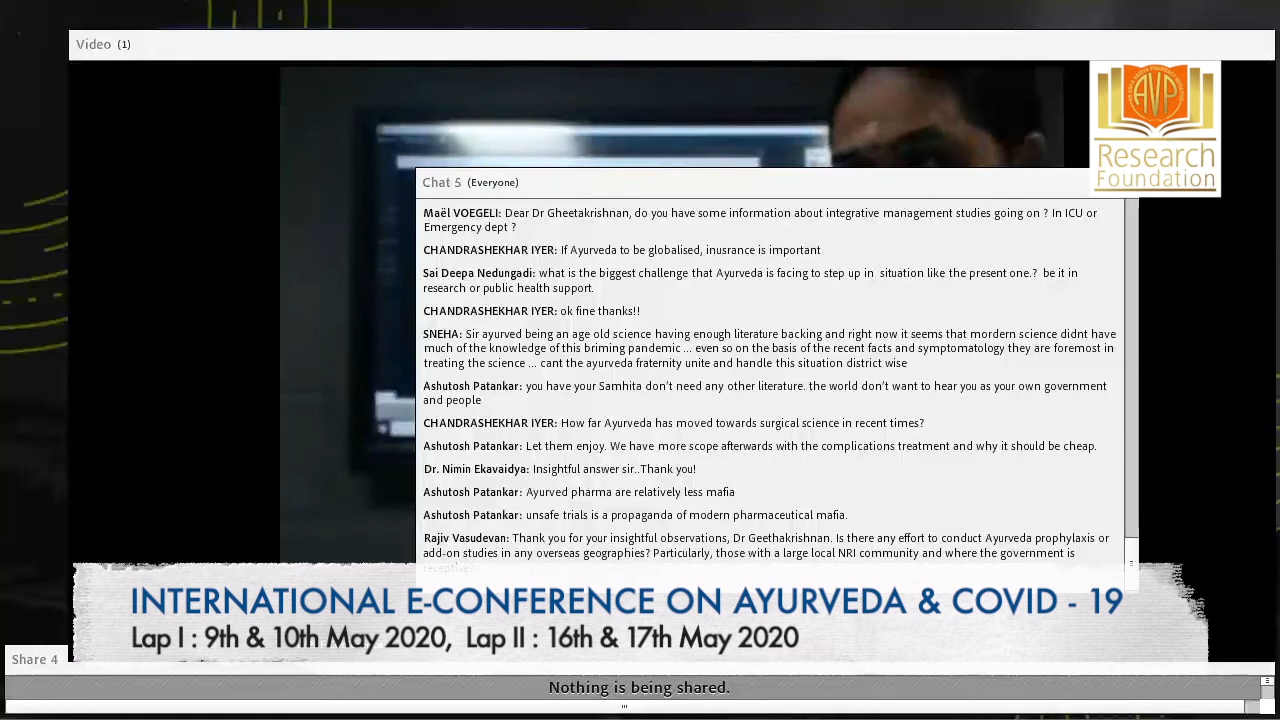 Video (1)
AVP
Research
Foundation
Chat 5 (Everyone)
Maël VOEGELI: Dear Dr Gheetakrishnan, do you have some information about integrative management studies going on ? In ICU or
Emergency dept ?
CHANDRASHEKHAR IYER: If Ayurveda to be globalised, inusrance is important
Sai Deepa Nedungadi: what is the biggest challenge that Ayurveda is facing to step up in situation like the present one.? be it in
research or public health support.
CHANDRASHEKHAR IYER: ok fine thanks!!
SNEHA: Sir ayurved being an age old science having enough literature backing and right now it seems that mordern science didnt have
much of the knowledge of this briming pandemic ... even so on the basis of the recent facts and symptomatology they are foremost in
treating the science ... cant the ayurveda fraternity unite and handle this situation district wise
Ashutosh Patankar: you have your Samhita don’t need any other literature. the world don’t want to hear you as your own government
and people
CHANDRASHEKHAR IYER: How far Ayurveda has moved towards surgical science in recent times?
Ashutosh Patankar: Let them enjoy. We have more scope afterwards with the complications treatment and why it should be cheap.
Dr. Nimin Ekavaidya: Insightful answer sir..Thank you!
Ashutosh Patankar: Ayurved pharma are relatively less mafia
Ashutosh Patankar: unsafe trials is a propaganda of modern pharmaceutical mafia.
Rajiv Vasudevan: Thank you for your insightful observations, Dr Geethakrishnan. Is there any effort to conduct Ayurveda prophylaxis or
add-on studies in any overseas geographies? Particularly, those with a large local NRI community and where the government is
receptive?
INTERNATIONAL E-CONFERENCE ON AYURVEDA & COVID - 19
Lap I : 9th & 10th May 2020, Lap II : 16th & 17th May 2020
Share 4
Nothing is being shared.